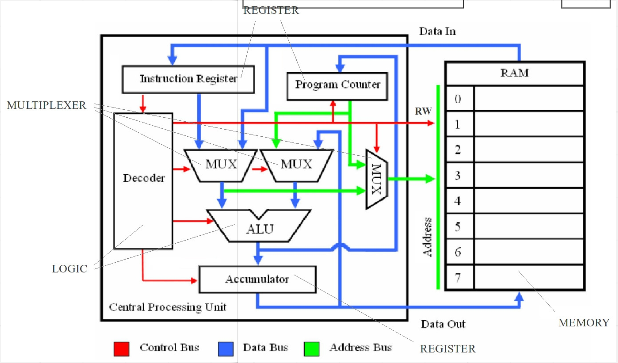 REGISTER
Data In
Instruction Register
Program Counter
RAM
MULTIPLEXER
RW
0
1
2
3
4
5
6
7
Decoder
MUX
MUX
MUX
ALU
Address
LOGIC
Accumulator
Central Processing Unit
Data Out
MEMORY
REGISTER
Control Bus
Data Bus
Address Bus